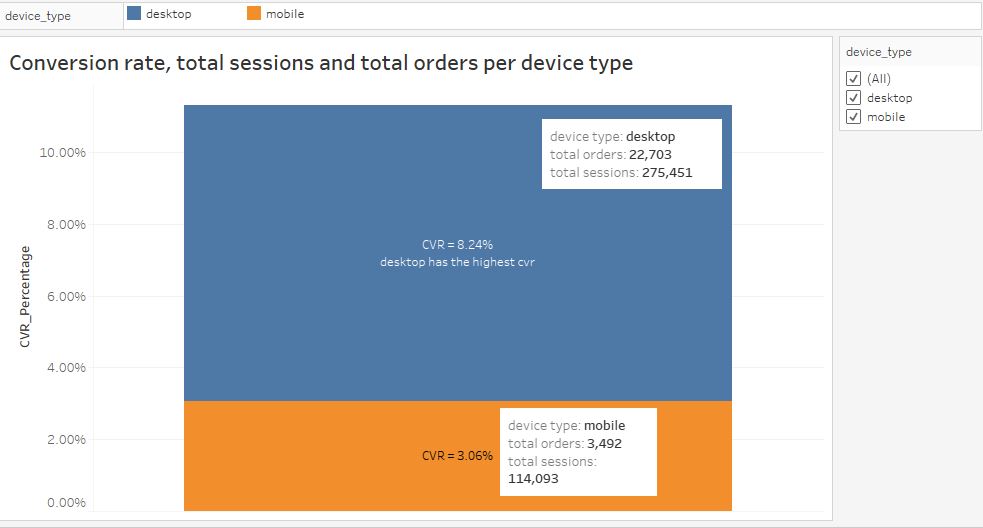 device_type
desktop
mobile
Conversion rate, total sessions and total orders per device type
device_type
(All)
desktop
mobile
CVR_Percentage
10.00%
8.00%
6.00%
4.00%
2.00%
0.00%
device type: desktop
total orders: 22,703
total sessions: 275,451
CVR = 8.24%
desktop has the highest cvr
CVR = 3.06%
device type: mobile
total orders: 3,492
total sessions:
114,093